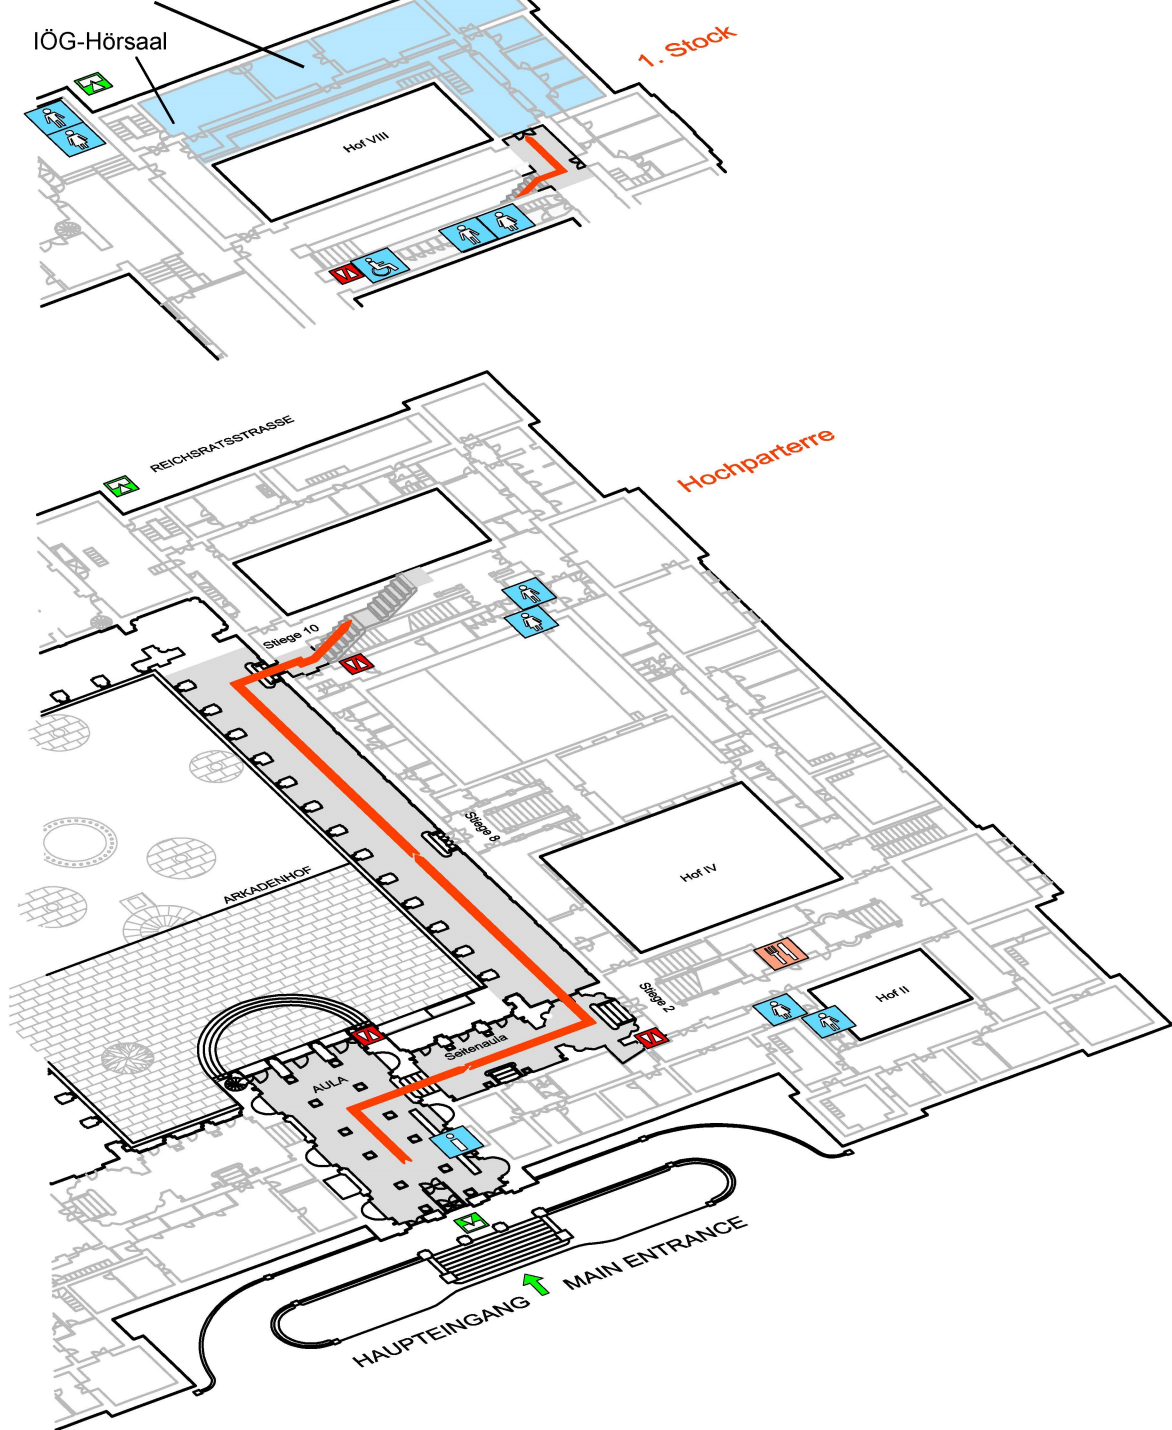 IÖG-Hörsaal
1. Stock
Hof VIII
REICHSRATSSTRASSE
Hochparterre
Stiege 10
Stiege 8
ARKADENHOF
Hof IV
Stiege 2
Hof II
Seitenaula
AULA
HAUPTEINGANG
MAIN ENTRANCE